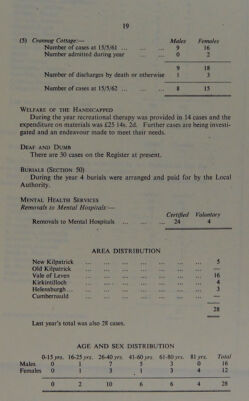 19
(5) Crannog Cottage:— Males Females
Number of cases at 15/5/61 ... ... ... 9 16
Number admitted during year ... ... 0 2
9 18
Number of discharges by death or otherwise 1 3
Number of cases at 15/5/62 ... ... ... 8 15
WELFARE OF THE HANDICAPPED
During the year recreational therapy was provided in 14 cases and the
expenditure on materials was £25 14s. 2d. Further cases are being investi-
gated and an endeavour made to meet their needs.
DEAF AND DUMB
There are 30 cases on the Register at present.
BURIALS (SECTION 50)
During the year 4 burials were arranged and paid for by the Local
Authority.
MENTAL HEALTH SERVICES
Removals to Mental Hospitals:—
Certified Voluntary
Removals to Mental Hospitals ... ... ... 24 4
AREA DISTRIBUTION
New Kilpatrick ... ... ... ... ... ... 5
Old Kilpatrick ... ... ... ... ... ... —
Vale of Leven ... ... ... ... ... ... 16
Kirkintilloch ... ... ... ... ... ... 4
Helensburgh ... ... ... ... ... ... 3
Cumbernauld ... ... ... ... ... ... —
28
Last year's total was also 28 cases.
AGE AND SEX DISTRIBUTION
0-15 yrs. 16-25 yrs. 26-40 yrs. 41-60 yrs. 61-80 yrs. 81 yrs. Total
Males 0 1 7 5 3 0 16
Females 0 1 3 1 3 4 12
0 2 10 6 6 4 28